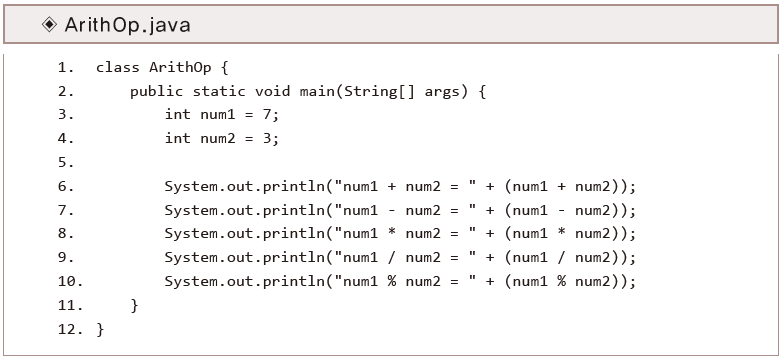 ◈ ArithOp.java
1. class ArithOp {
2.     public static void main(String[] args) {
3.         int num1 = 7;
4.         int num2 = 3;
5.
6.         System.out.println("num1 + num2 = " + (num1 + num2));
7.         System.out.println("num1 - num2 = " + (num1 - num2));
8.         System.out.println("num1 * num2 = " + (num1 * num2));
9.         System.out.println("num1 / num2 = " + (num1 / num2));
10.         System.out.println("num1 % num2 = " + (num1 % num2));
11.     }
12. }